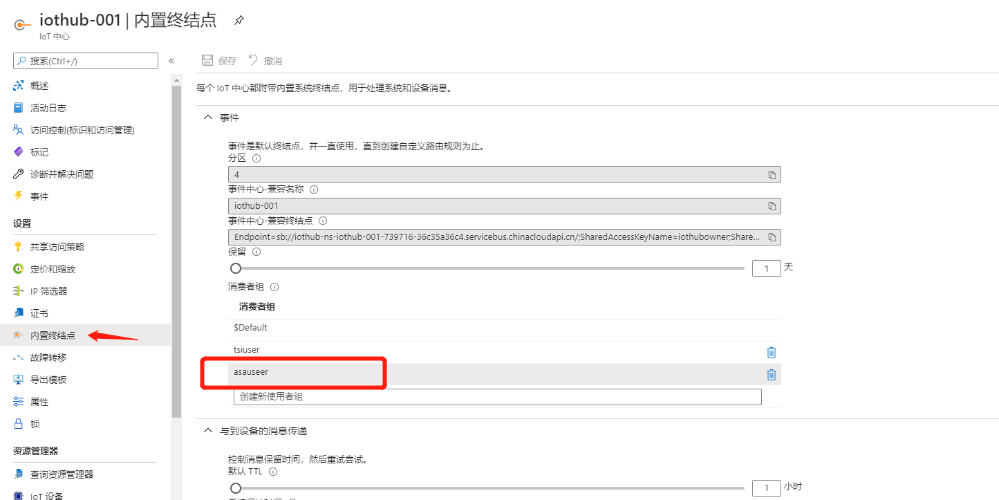 iothub-001 | 内置终结点
IoT 中心
搜索(Ctrl+/)
«
概述
活动日志
访问控制(标识和访问管理)
标记
诊断并解决问题
事件
设置
共享访问策略
定价和缩放
IP 筛选器
证书
内置终结点
故障转移
导出模板
属性
锁
资源管理器
查询资源管理器
IoT 设备
保存
撤消
每个 IoT 中心都附带内置系统终结点，用于处理系统和设备消息。
事件
事件是默认终结点，并一直使用，直到创建自定义路由规则为止。
分区
4
事件中心-兼容名称
iothub-001
事件中心-兼容终结点
Endpoint=sb://iothub-ns-iothub-001-739716-36c35a36c4.servicebus.chinacloudapi.cn/;SharedAccessKeyName=iothubowner;Share...
保留
1 天
消费者组
消费者组
$Default
tsiuser
asauseer
创建新使用者组
与到设备的消息传递
控制消息保留时间，然后重试尝试。
默认 TTL
1 小时